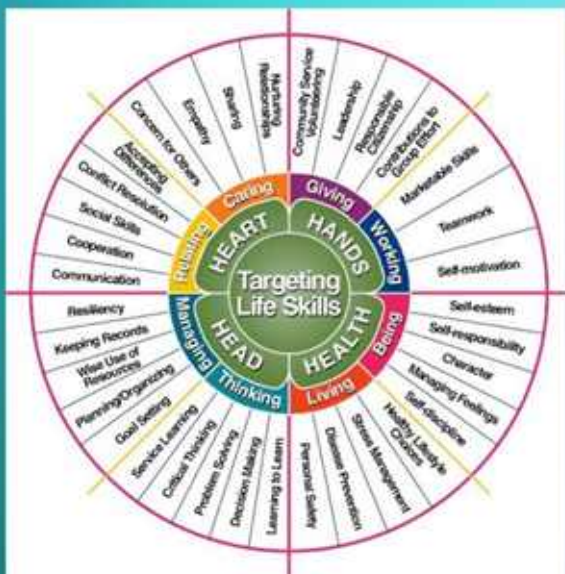 Targeting
Life Skills
HEART
HANDS
HEALTH
HEAD
Caring
Giving
Working
Being
Living
Thinking
Managing
Relating
Nurturing
Relationships
Sharing
Empathy
Concern for Others
Community Service
Volunteering
Leadership
Responsible
Citizenship
Contributions to
Group Effort
Marketable Skills
Teamwork
Self-motivation
Self-esteem
Self-responsibility
Character
Managing Feelings
Self-discipline
Healthy Lifestyle
Choices
Stress Management
Disease Prevention
Personal Safety
Learning to Learn
Decision Making
Problem Solving
Critical Thinking
Service Learning
Goal Setting
Planning/Organizing
Wise Use of
Resources
Keeping Records
Resiliency
Communication
Cooperation
Social Skills
Conflict Resolution
Accepting
Differences